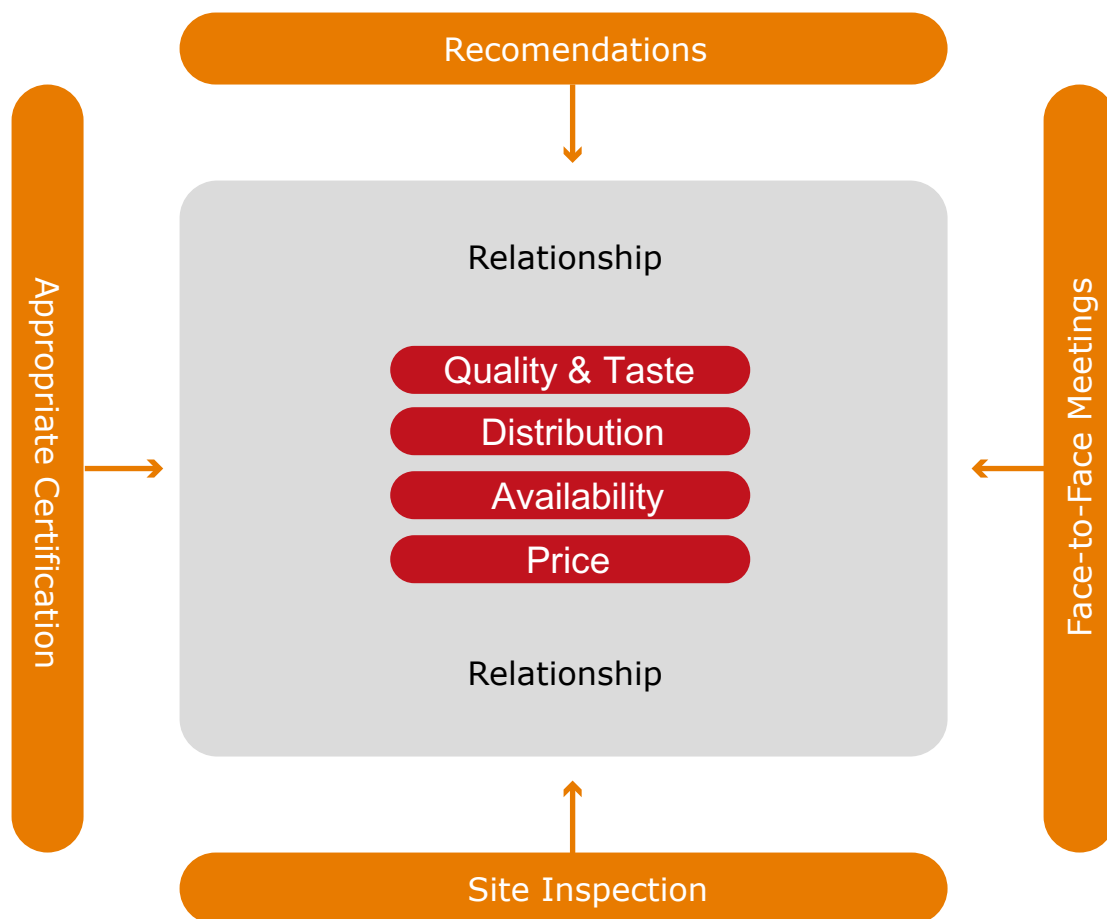 Recomendations
Appropriate Certification
Relationship
Quality & Taste
Distribution
Availability
Price
Relationship
Face-to-Face Meetings
Site Inspection